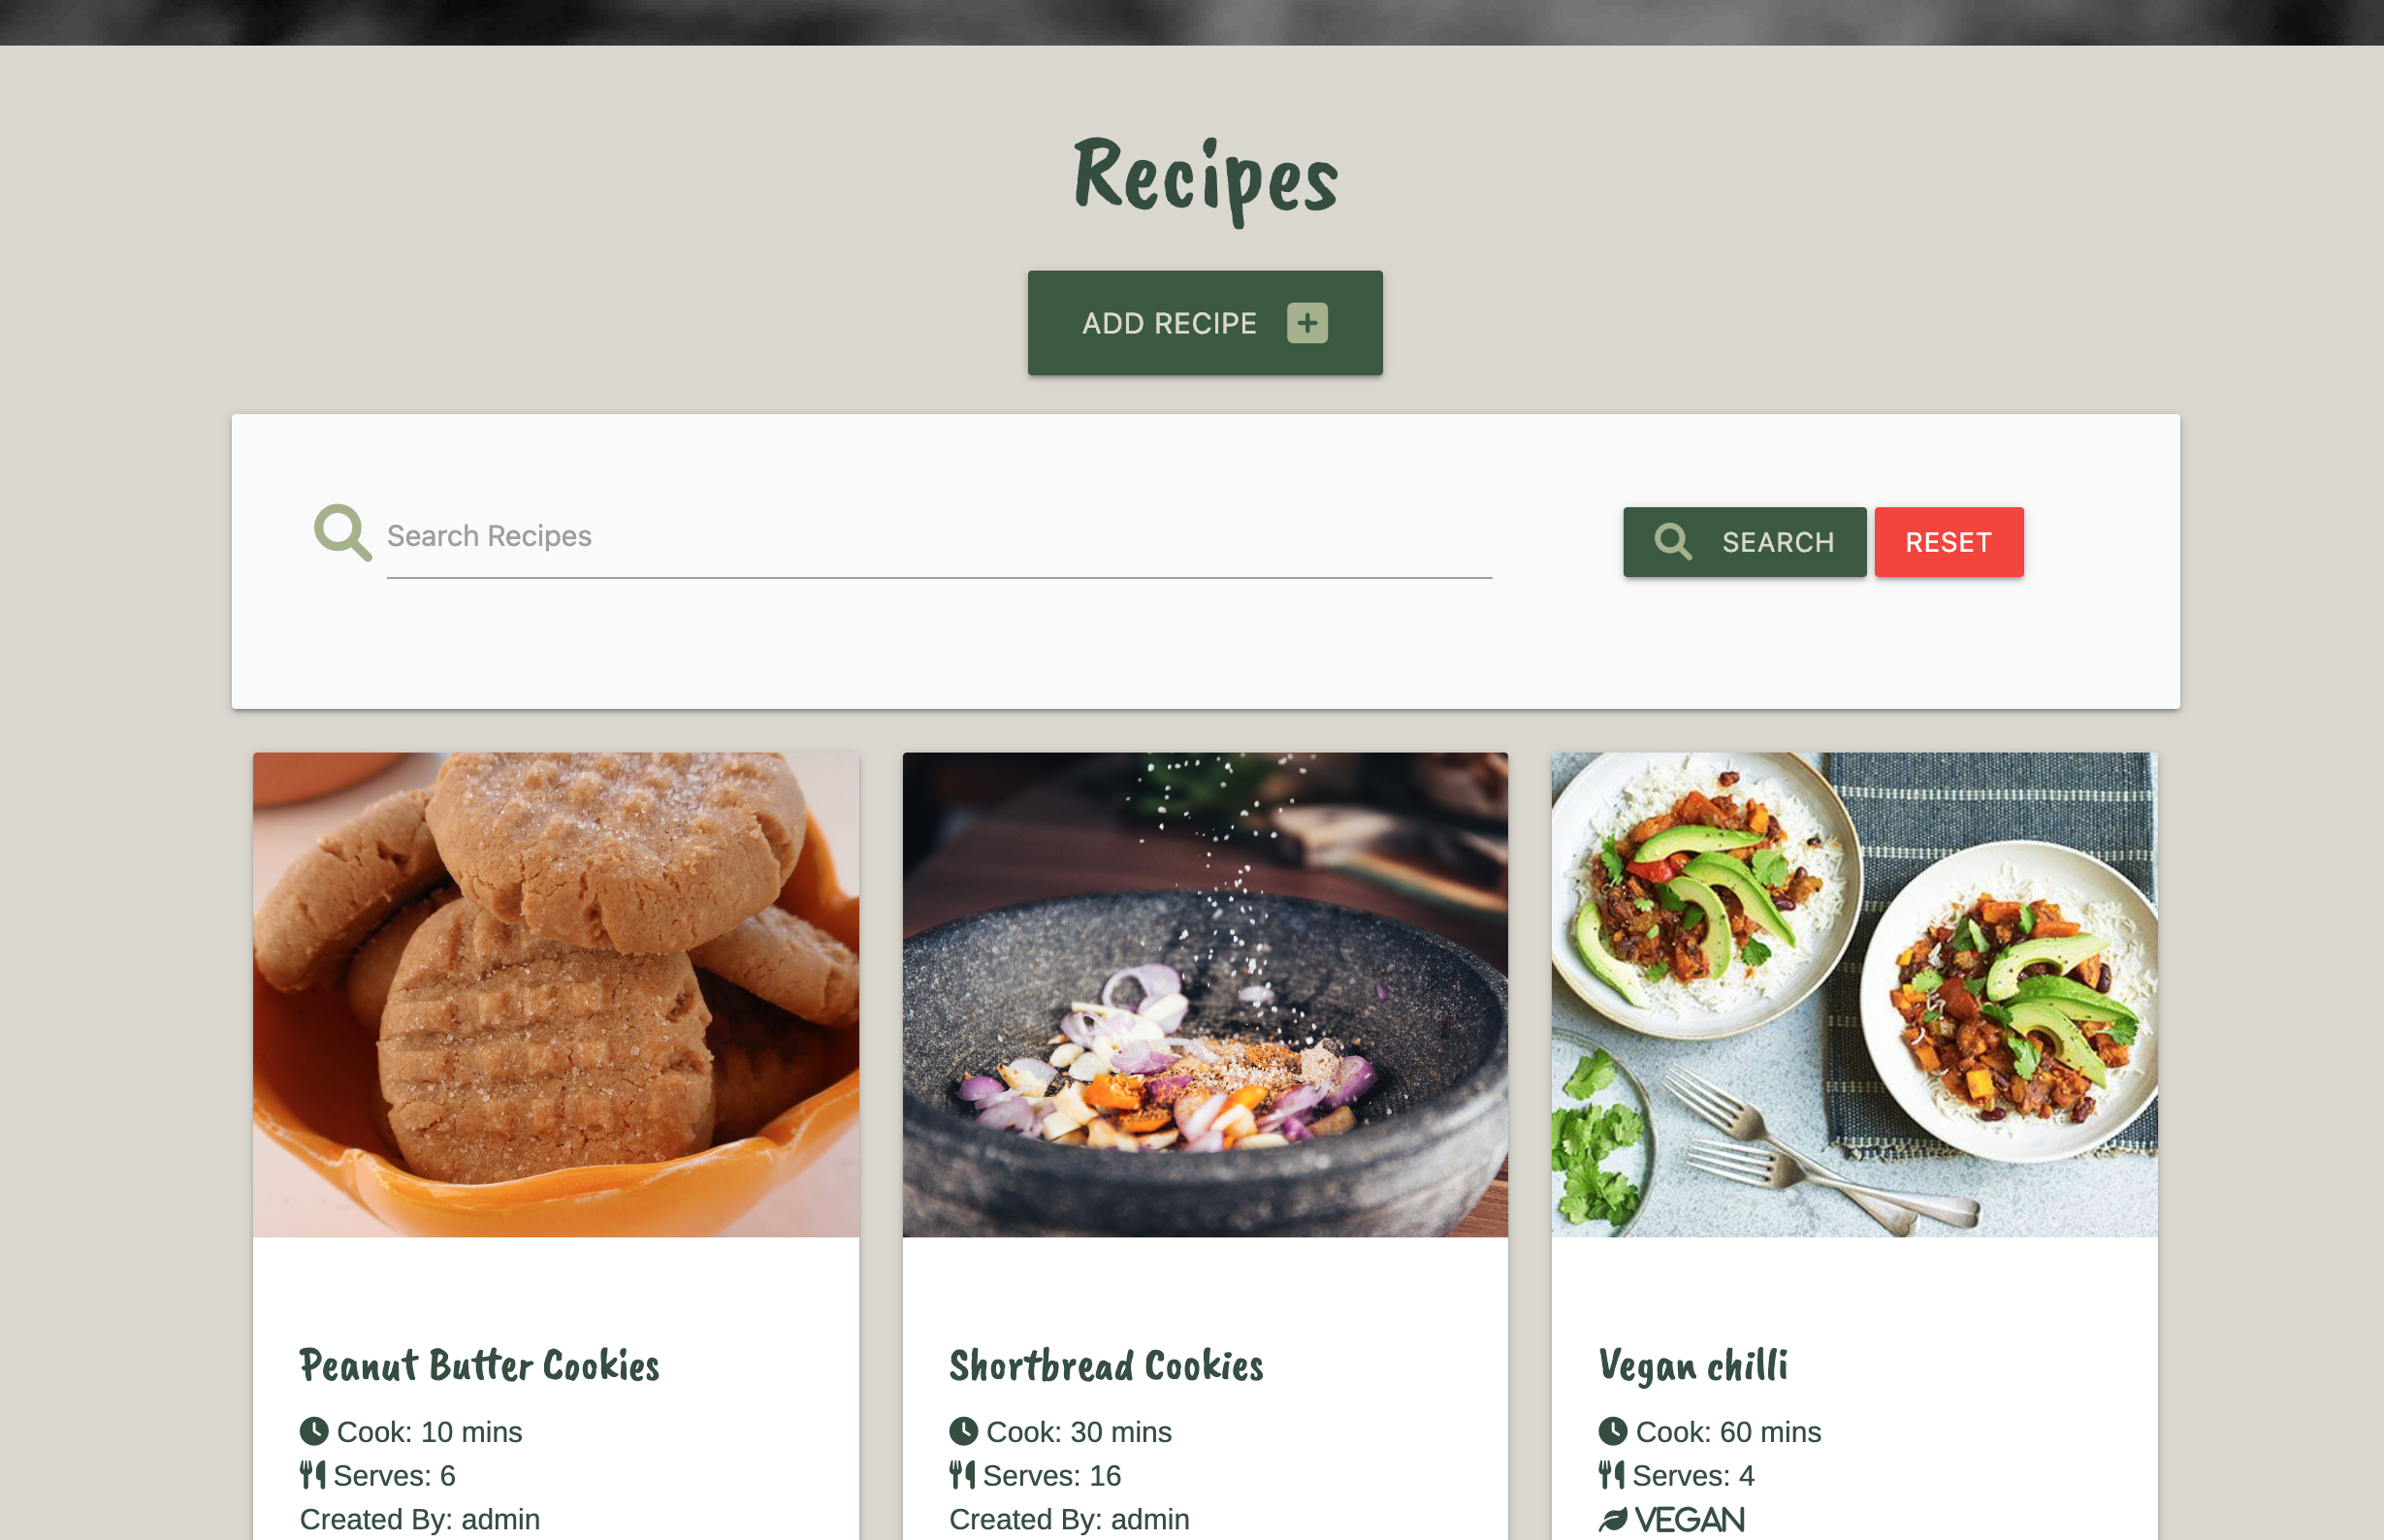 Recipes
ADD RECIPE
Search Recipes
SEARCH
RESET
Peanut Butter Cookies
Cook: 10 mins
Serves: 6
Created By: admin
Shortbread Cookies
Cook: 30 mins
Serves: 16
Created By: admin
Vegan chilli
Cook: 60 mins
Serves: 4
VEGAN